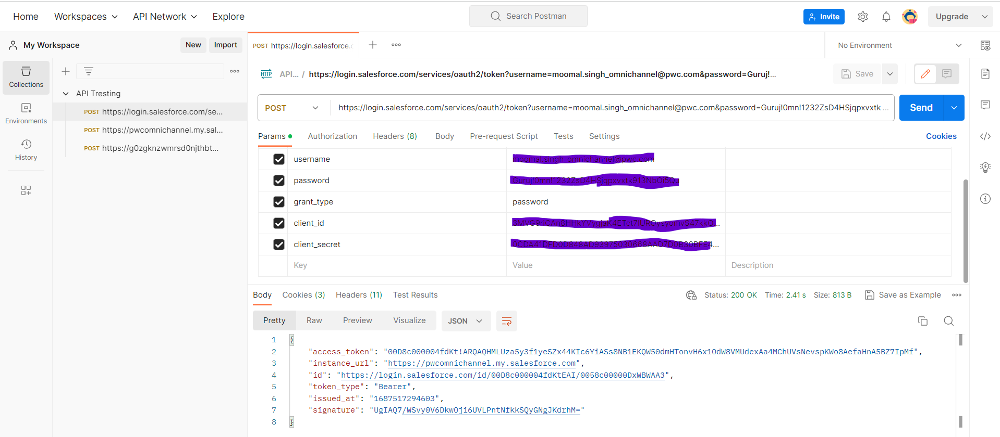 Home
Workspaces
API Network
Explore
Search Postman
Invite
Upgrade
My Workspace
New
Import
POST https://login.salesforce.c
No Environment
Collections
Environments
History
API Tresting
POST https://login.salesforce.com/se...
POST https://pwcomnichannel.my.sal...
POST https://g0zgknzwmrsd0njthbt...
HTTP
API... / https://login.salesforce.com/services/oauth2/token?username=moomal.singh_omnichannel@pwc.com&password=Guruj!...
Save
POST
https://login.salesforce.com/services/oauth2/token?username=moomal.singh_omnichannel@pwc.com&password=Guruj!0mn!1232ZsD4HSjqpxvxtk ...
Send
Params
Authorization
Headers (8)
Body
Pre-request Script
Tests
Settings
Cookies
username
password
grant_type password
client_id
client_secret
Key Value Description
Body
Cookies (3)
Headers (11)
Test Results
Status: 200 OK Time: 2.41 s Size: 813 B
Save as Example
Pretty
Raw
Preview
Visualize
JSON
1 {
2 "access_token": "00D8c000004fdKt!ARQAQHMLUza5y3f1yeSZx44KIc6YiASs8NB1EKQW50dmHTonvH6x1OdW8VMUdexAa4MChUVsNevspKWo8AefaHnA5BZ7IpMf",
3 "instance_url": "https://pwcomnichannel.my.salesforce.com",
4 "id": "https://login.salesforce.com/id/00D8c000004fdKtEAI/0058c00000DxWBWAA3",
5 "token_type": "Bearer",
6 "issued_at": "1687517294603",
7 "signature": "UgIAQ7/WSvy0V6DkwOji6UVLPntNfkkSQyGNgJKdrhM="
8 }